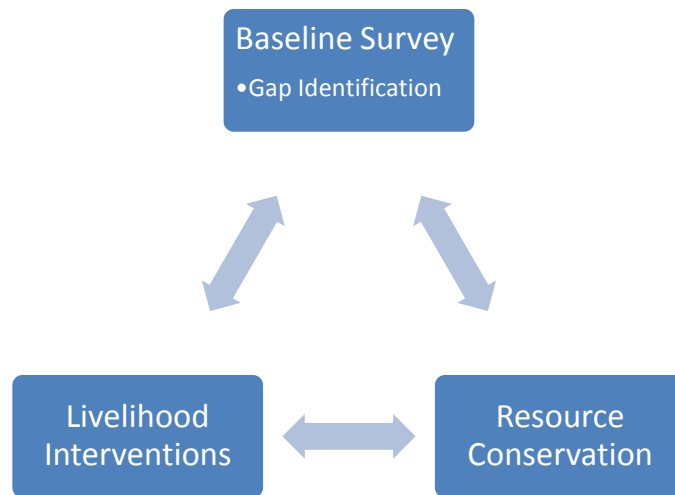 Baseline Survey
•Gap Identification
Livelihood
Interventions
Resource
Conservation